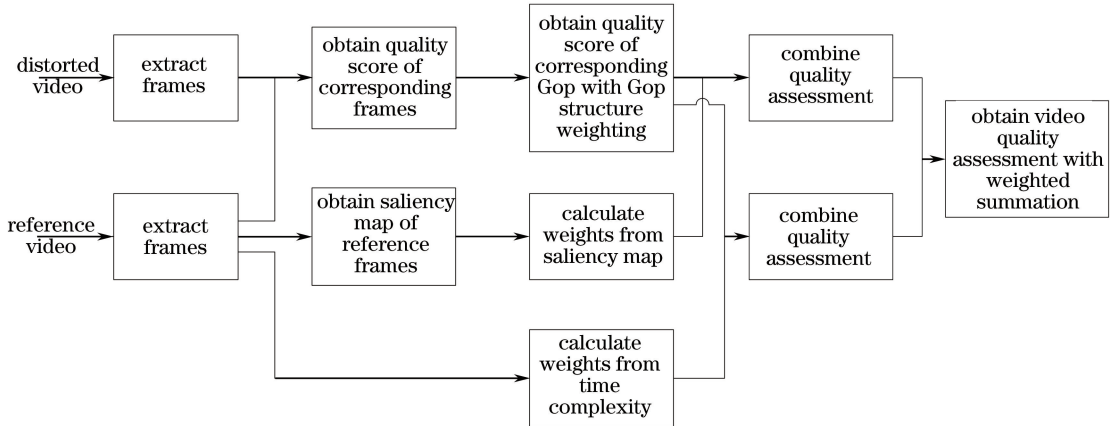 distorted
video
extract
frames
obtain quality
score of
corresponding
frames
obtain quality
score of
corresponding
Gop with Gop
structure
weighting
combine
quality
assessment
obtain video
quality
assessment with
weighted
summation
reference
video
extract
frames
obtain saliency
map of
reference
frames
calculate
weights from
saliency map
combine
quality
assessment
calculate
weights from
time
complexity